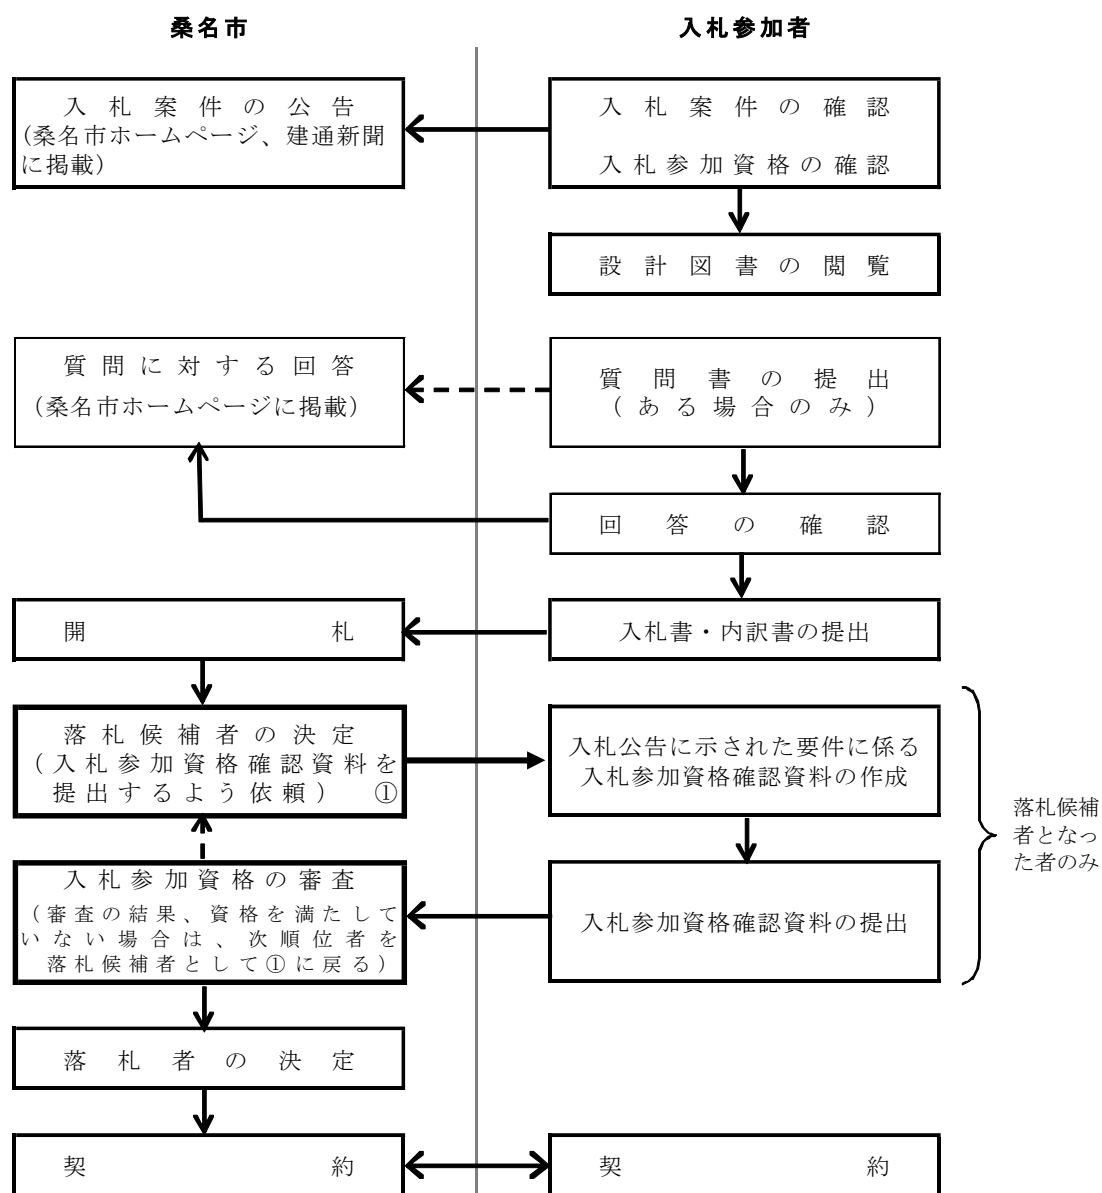 桑名市
入札参加者
入札案件の公告
(桑名市ホームページ、建通新聞
に掲載)
入札案件の確認
入札参加資格の確認
設計図書の閲覧
質問に対する回答
(桑名市ホームページに掲載)
質問書の提出
(ある場合のみ)
回答の確認
開札
入札書・内訳書の提出
落札候補者の決定
(入札参加資格確認資料を
提出するよう依頼) ①
入札公告に示された要件に係る
入札参加資格確認資料の作成
落札候補
者となっ
た者のみ
入札参加資格の審査
(審査の結果、資格を満たして
いない場合は、次順位者を
落札候補者として①に戻る)
入札参加資格確認資料の提出
落札者の決定
契約
契約